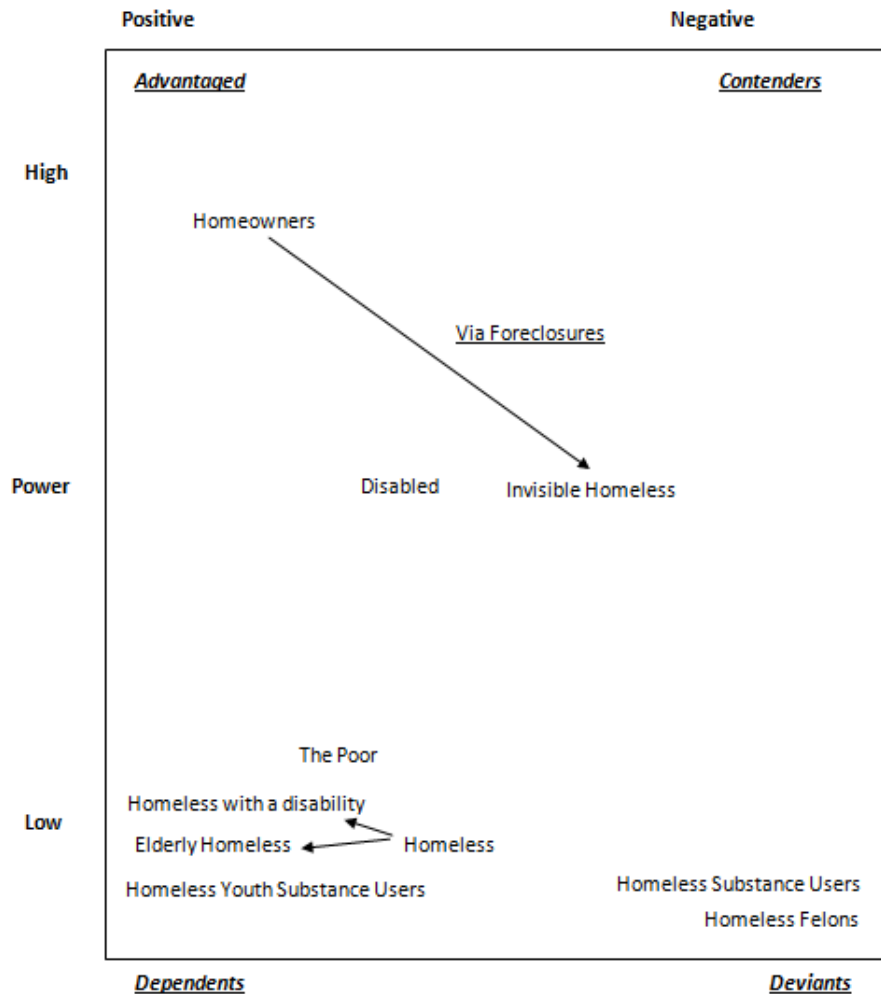 Positive Negative
Advantaged Contenders
High
Homeowners
Via Foreclosures
Power Disabled Invisible Homeless
The Poor
Homeless with a disability
Low
Elderly Homeless Homeless
Homeless Youth Substance Users Homeless Substance Users
Homeless Felons
Dependents Deviants